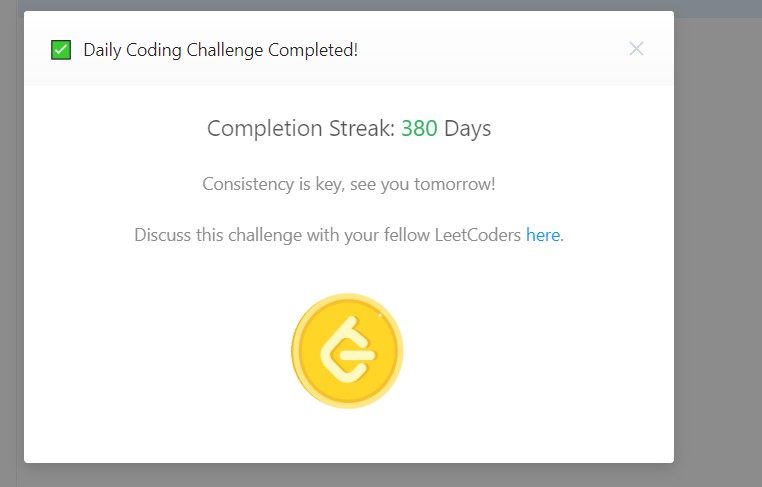 Daily Coding Challenge Completed!
Completion Streak: 380 Days
Consistency is key, see you tomorrow!
Discuss this challenge with your fellow LeetCoders here.